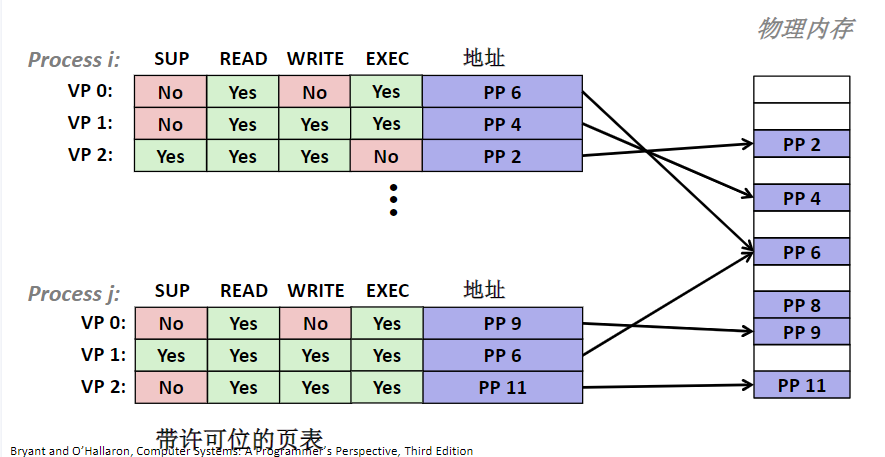 物理内存
Process i: SUP READ WRITE EXEC 地址
VP 0: No Yes No Yes PP 6
VP 1: No Yes Yes Yes PP 4
VP 2: Yes Yes Yes No PP 2
PP 2
PP 4
PP 6
PP 8
PP 9
PP 11
Process j: SUP READ WRITE EXEC 地址
VP 0: No Yes No Yes PP 9
VP 1: Yes Yes Yes Yes PP 6
VP 2: No Yes Yes Yes PP 11
带许可位的页表
Bryant and O'Hallaron, Computer Systems: A Programmer's Perspective, Third Edition